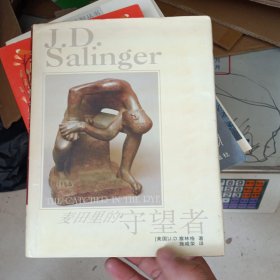 J.D.
Salinger
THE CATCHER IN THE RYE
麦田里的守望者
[美国]J.D.塞林格 著
施咸荣 译